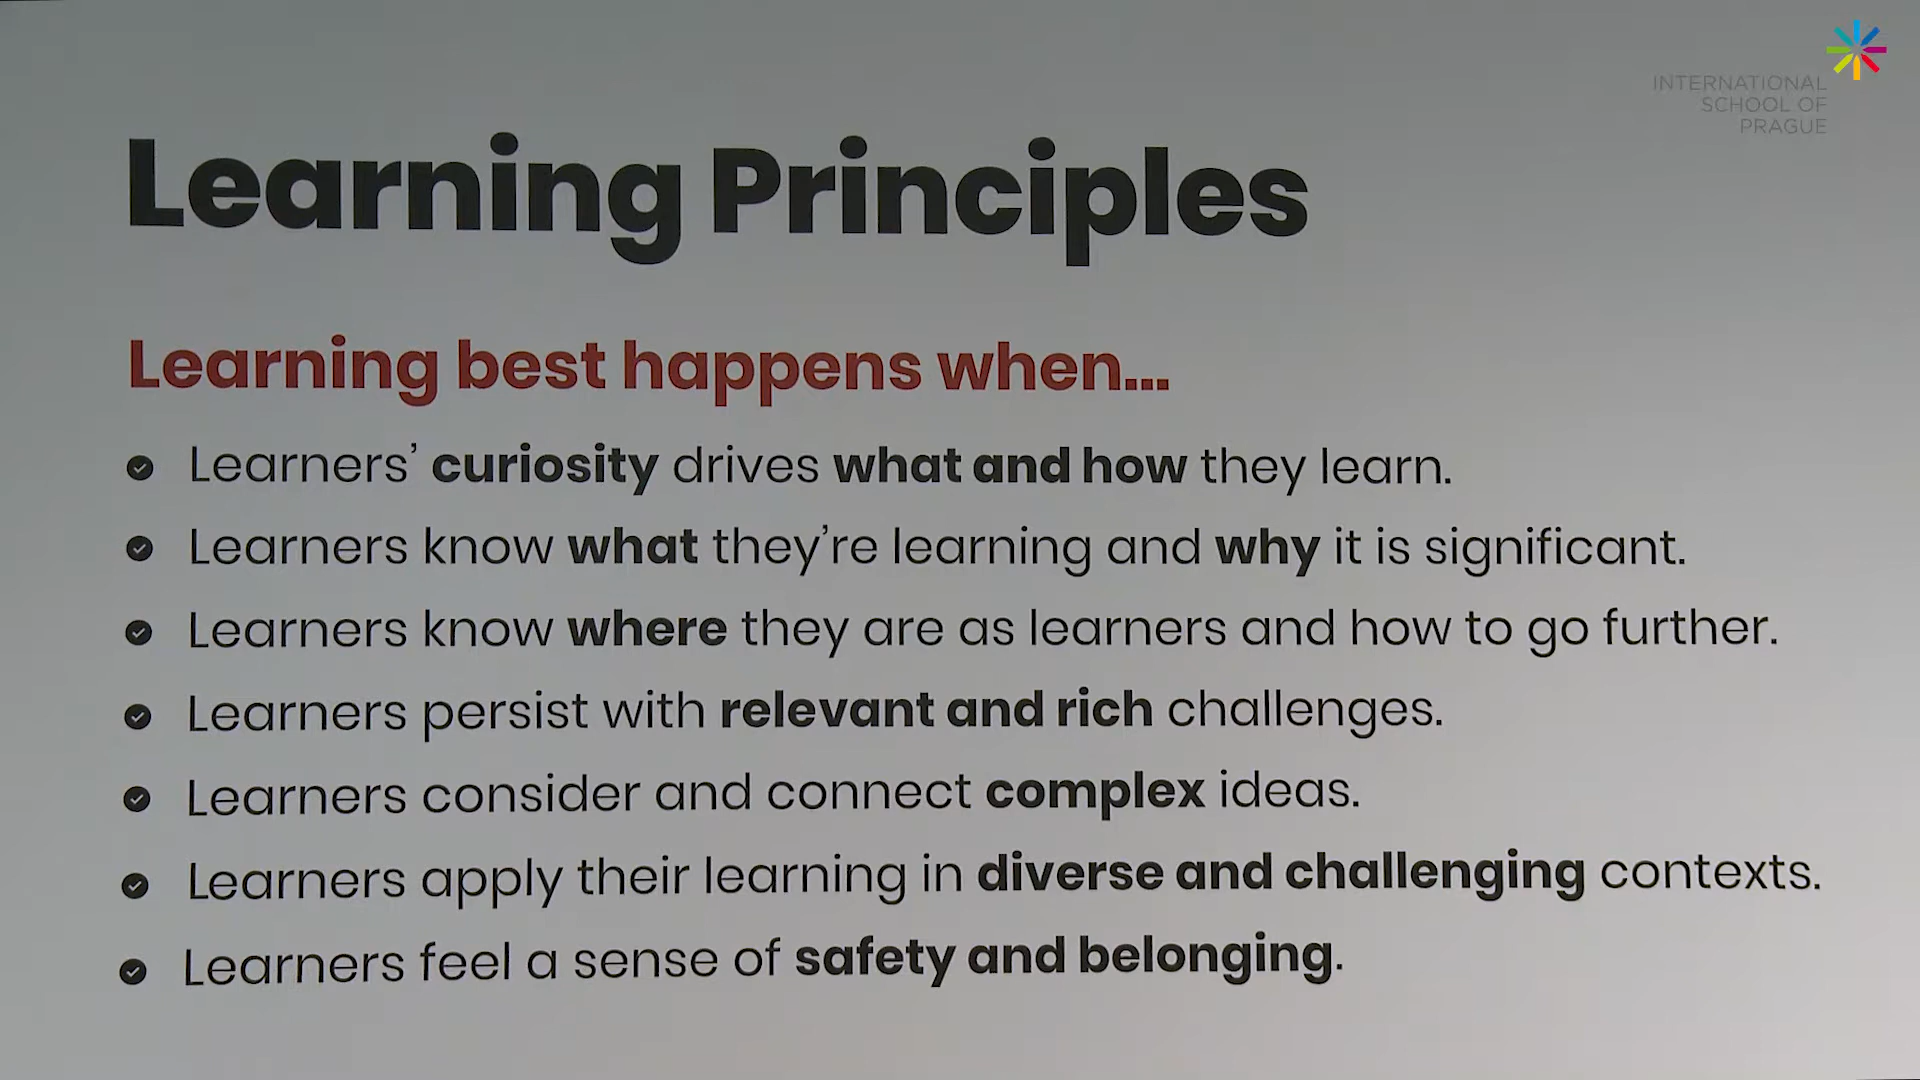 INTERNATIONAL
SCHOOL OF
PRAGUE
Learning Principles
Learning best happens when...
Learners’ curiosity drives what and how they learn.
Learners know what they’re learning and why it is significant.
Learners know where they are as learners and how to go further.
Learners persist with relevant and rich challenges.
Learners consider and connect complex ideas.
Learners apply their learning in diverse and challenging contexts.
Learners feel a sense of safety and belonging.